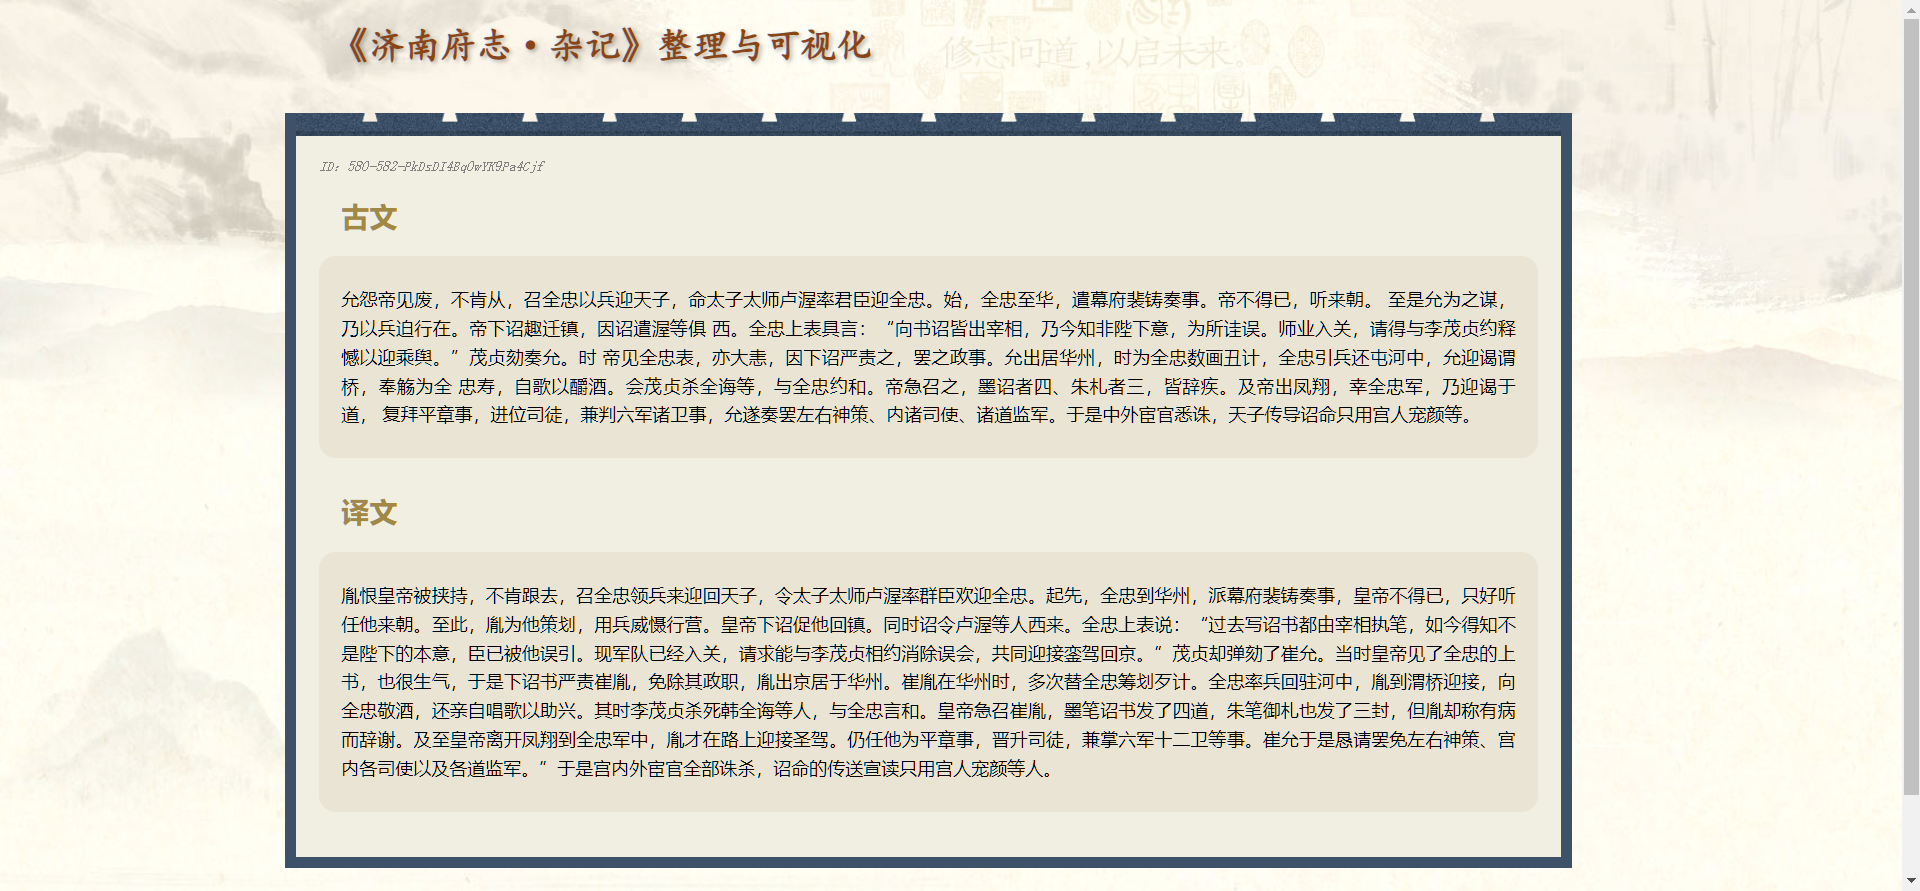 《济南府志·杂记》整理与可视化
修志问道,以启未来。
ID: 580-582-PkDsDI4BqOwYK9Pa4Cjf
古文
允怨帝见废，不肯从，召全忠以兵迎天子，命太子太师卢渥率君臣迎全忠。始，全忠至华，遣幕府裴铸奏事。帝不得已，听来朝。 至是允为之谋，
乃以兵迫行在。帝下诏趣迁镇，因诏遣渥等俱 西。全忠上表具言：“向书诏皆出宰相，乃今知非陛下意，为所诖误。师业入关，请得与李茂贞约释
憾以迎乘舆。”茂贞劾奏允。时 帝见全忠表，亦大恚，因下诏严责之，罢之政事。允出居华州，时为全忠数画丑计，全忠引兵还屯河中，允迎谒谓
桥，奉觞为全 忠寿，自歌以酹酒。会茂贞杀全诲等，与全忠约和。帝急召之，墨诏者四、朱札者三，皆辞疾。及帝出凤翔，幸全忠军，乃迎谒于
道， 复拜平章事，进位司徒，兼判六军诸卫事，允遂奏罢左右神策、内诸司使、诸道监军。于是中外宦官悉诛，天子传导诏命只用宫人宠颜等。
译文
胤恨皇帝被挟持，不肯跟去，召全忠领兵来迎回天子，令太子太师卢渥率群臣欢迎全忠。起先，全忠到华州，派幕府裴铸奏事，皇帝不得已，只好听
任他来朝。至此，胤为他策划，用兵威慑行营。皇帝下诏促他回镇。同时诏令卢渥等人西来。全忠上表说：“过去写诏书都由宰相执笔，如今得知不
是陛下的本意，臣已被他误引。现军队已经入关，请求能与李茂贞相约消除误会，共同迎接銮驾回京。“茂贞却弹劾了崔允。当时皇帝见了全忠的上
书，也很生气，于是下诏书严责崔胤，免除其政职，胤出京居于华州。崔胤在华州时，多次替全忠筹划歹计。全忠率兵回驻河中，胤到渭桥迎接，向
全忠敬酒，还亲自唱歌以助兴。其时李茂贞杀死韩全诲等人，与全忠言和。皇帝急召崔胤，墨笔诏书发了四道，朱笔御札也发了三封，但胤却称有病
而辞谢。及至皇帝离开凤翔到全忠军中，胤才在路上迎接圣驾。仍任他为平章事，晋升司徒，兼掌六军十二卫等事。崔允于是恳请罢免左右神策、宫
内各司使以及各道监军。”于是宫内外宦官全部诛杀，诏命的传送宣读只用宫人宠颜等人。